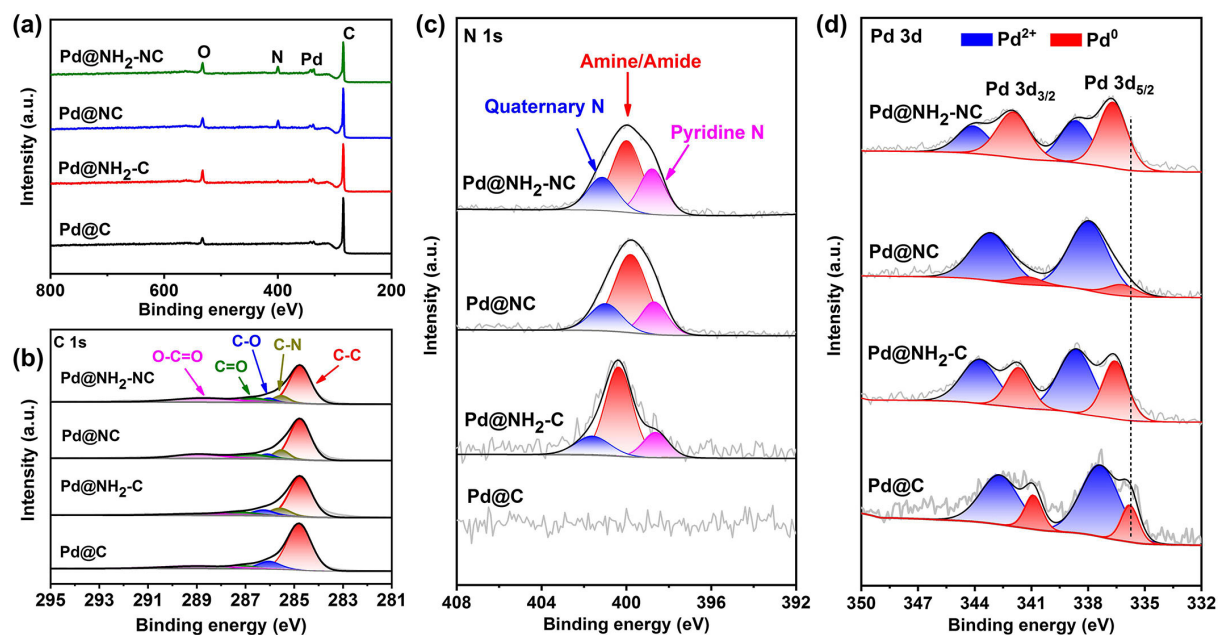 (a)
C
Pd@NH₂-NC
O
N
Pd
Pd@NC
Pd@NH₂-C
Pd@C
Intensity (a.u.)
800 700 600 500 400 300 200
Binding energy (eV)
(b)
C 1s
O-C=O
C=O
C-O
C-N
C-C
Pd@NH₂-NC
Pd@NC
Pd@NH₂-C
Pd@C
Intensity (a.u.)
295 293 291 289 287 285 283 281
Binding energy (eV)
(c)
N 1s
Amine/Amide
Quaternary N
Pyridine N
Pd@NH₂-NC
Pd@NC
Pd@NH₂-C
Pd@C
Intensity (a.u.)
408 404 400 396 392
Binding energy (eV)
(d)
Pd 3d
Pd²⁺
Pd⁰
Pd 3d₃/₂
Pd 3d₅/₂
Pd@NH₂-NC
Pd@NC
Pd@NH₂-C
Pd@C
Intensity (a.u.)
350 347 344 341 338 335 332
Binding energy (eV)